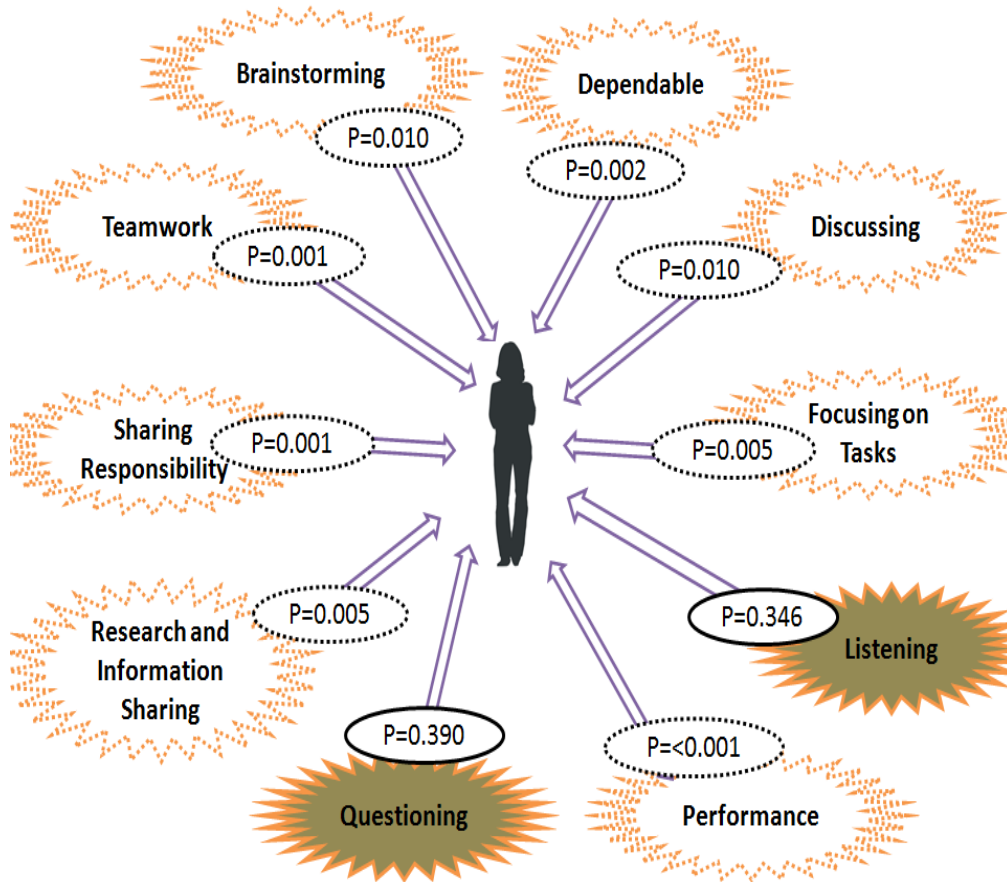 Brainstorming
P=0.010
Dependable
P=0.002
Teamwork
P=0.001
Discussing
P=0.010
Sharing
Responsibility
P=0.001
Focusing on
Tasks
P=0.005
Research and
Information
Sharing
P=0.005
P=0.346
Listening
P=0.390
Questioning
P=<0.001
Performance